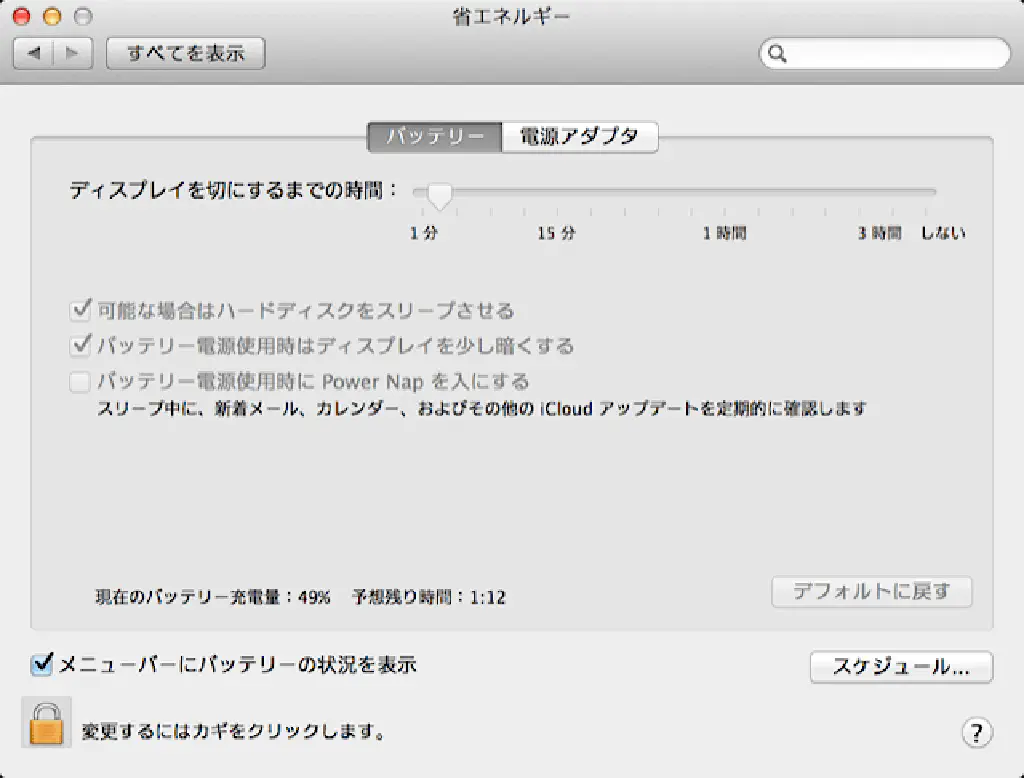 省エネルギー
すべてを表示
バッテリー 電源アダプタ
ディスプレイを切にするまでの時間：
1 分 15 分 1 時間 3 時間 しない
可能な場合はハードディスクをスリープさせる
バッテリー電源使用時はディスプレイを少し暗くする
バッテリー電源使用時に Power Nap を入にする
スリープ中に、新着メール、カレンダー、およびその他の iCloud アップデートを定期的に確認します
現在のバッテリー充電量：49% 予想残り時間：1:12
デフォルトに戻す
メニューバーにバッテリーの状況を表示
スケジュール...
変更するにはカギをクリックします。
?